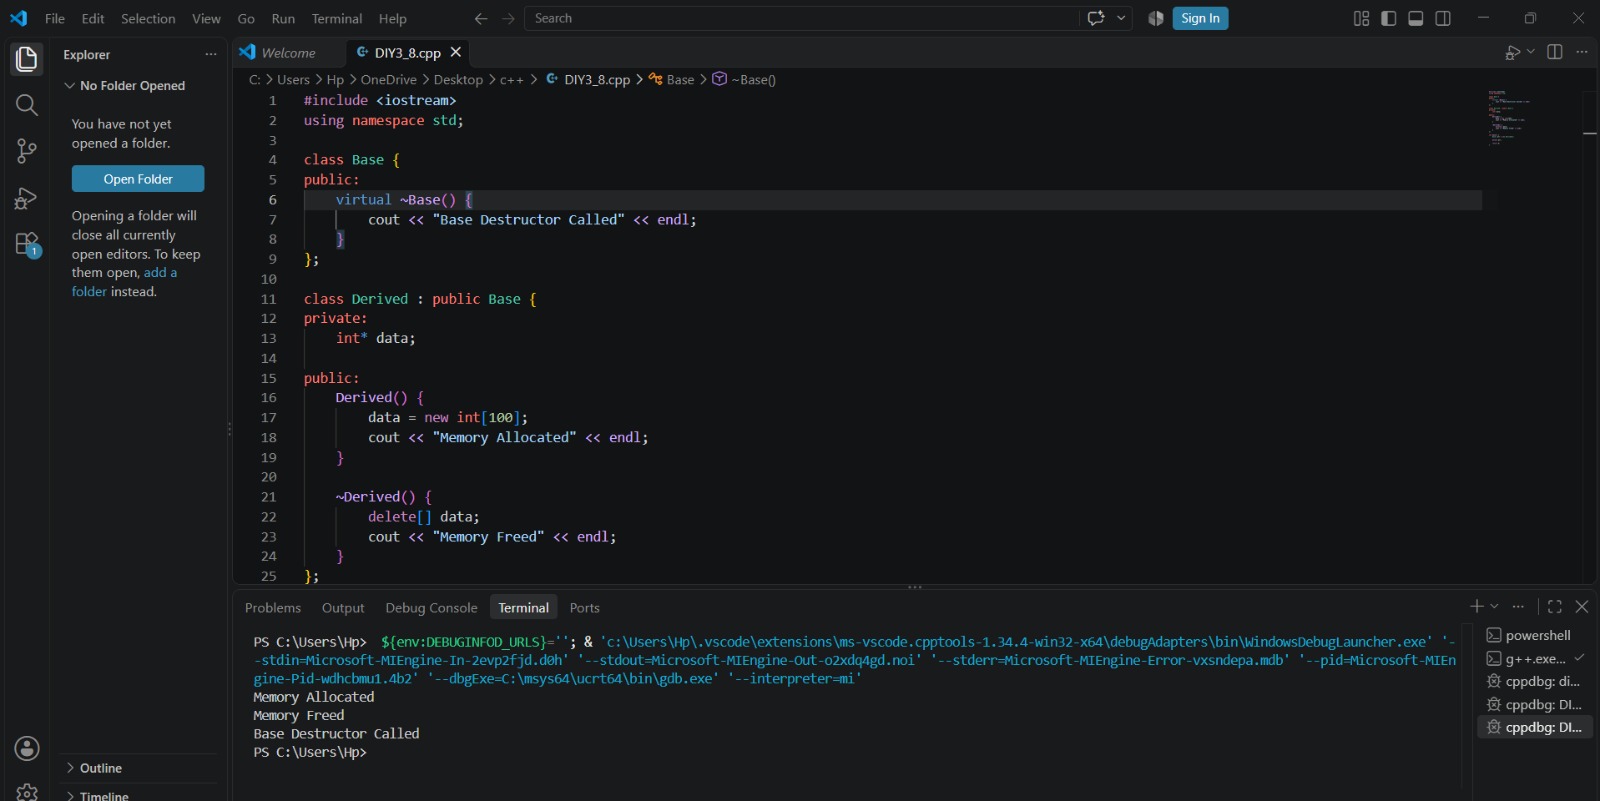 File Edit Selection View Go Run Terminal Help
Search
Sign In
Explorer
No Folder Opened
You have not yet
opened a folder.
Open Folder
Opening a folder will
close all currently
open editors. To keep
them open, add a
folder instead.
Outline
Timeline
1
Welcome
DIY3_8.cpp
C: > Users > Hp > OneDrive > Desktop > c++ > DIY3_8.cpp > Base > ~Base()
1 #include <iostream>
2 using namespace std;
3
4 class Base {
5 public:
6     virtual ~Base() {
7         cout << "Base Destructor Called" << endl;
8     }
9 };
10
11 class Derived : public Base {
12 private:
13     int* data;
14
15 public:
16     Derived() {
17         data = new int[100];
18         cout << "Memory Allocated" << endl;
19     }
20
21     ~Derived() {
22         delete[] data;
23         cout << "Memory Freed" << endl;
24     }
25 };
Problems Output Debug Console Terminal Ports
PS C:\Users\Hp>  ${env:DEBUGINFOD_URLS}=''; & 'c:\Users\Hp\.vscode\extensions\ms-vscode.cpptools-1.34.4-win32-x64\debugAdapters\bin\WindowsDebugLauncher.exe' '-
-stdin=Microsoft-MIEngine-In-2evp2fjd.d0h' '--stdout=Microsoft-MIEngine-Out-o2xdq4gd.noi' '--stderr=Microsoft-MIEngine-Error-vxsndepa.mdb' '--pid=Microsoft-MIEn
gine-Pid-wdhcbmu1.4b2' '--dbgExe=C:\msys64\ucrt64\bin\gdb.exe' '--interpreter=mi'
Memory Allocated
Memory Freed
Base Destructor Called
PS C:\Users\Hp>
powershell
g++.exe...
cppdbg: di...
cppdbg: DI...
cppdbg: DI...